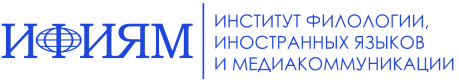 ИФИЯМ
ИНСТИТУТ ФИЛОЛОГИИ,
ИНОСТРАННЫХ ЯЗЫКОВ
И МЕДИАКОММУНИКАЦИИ